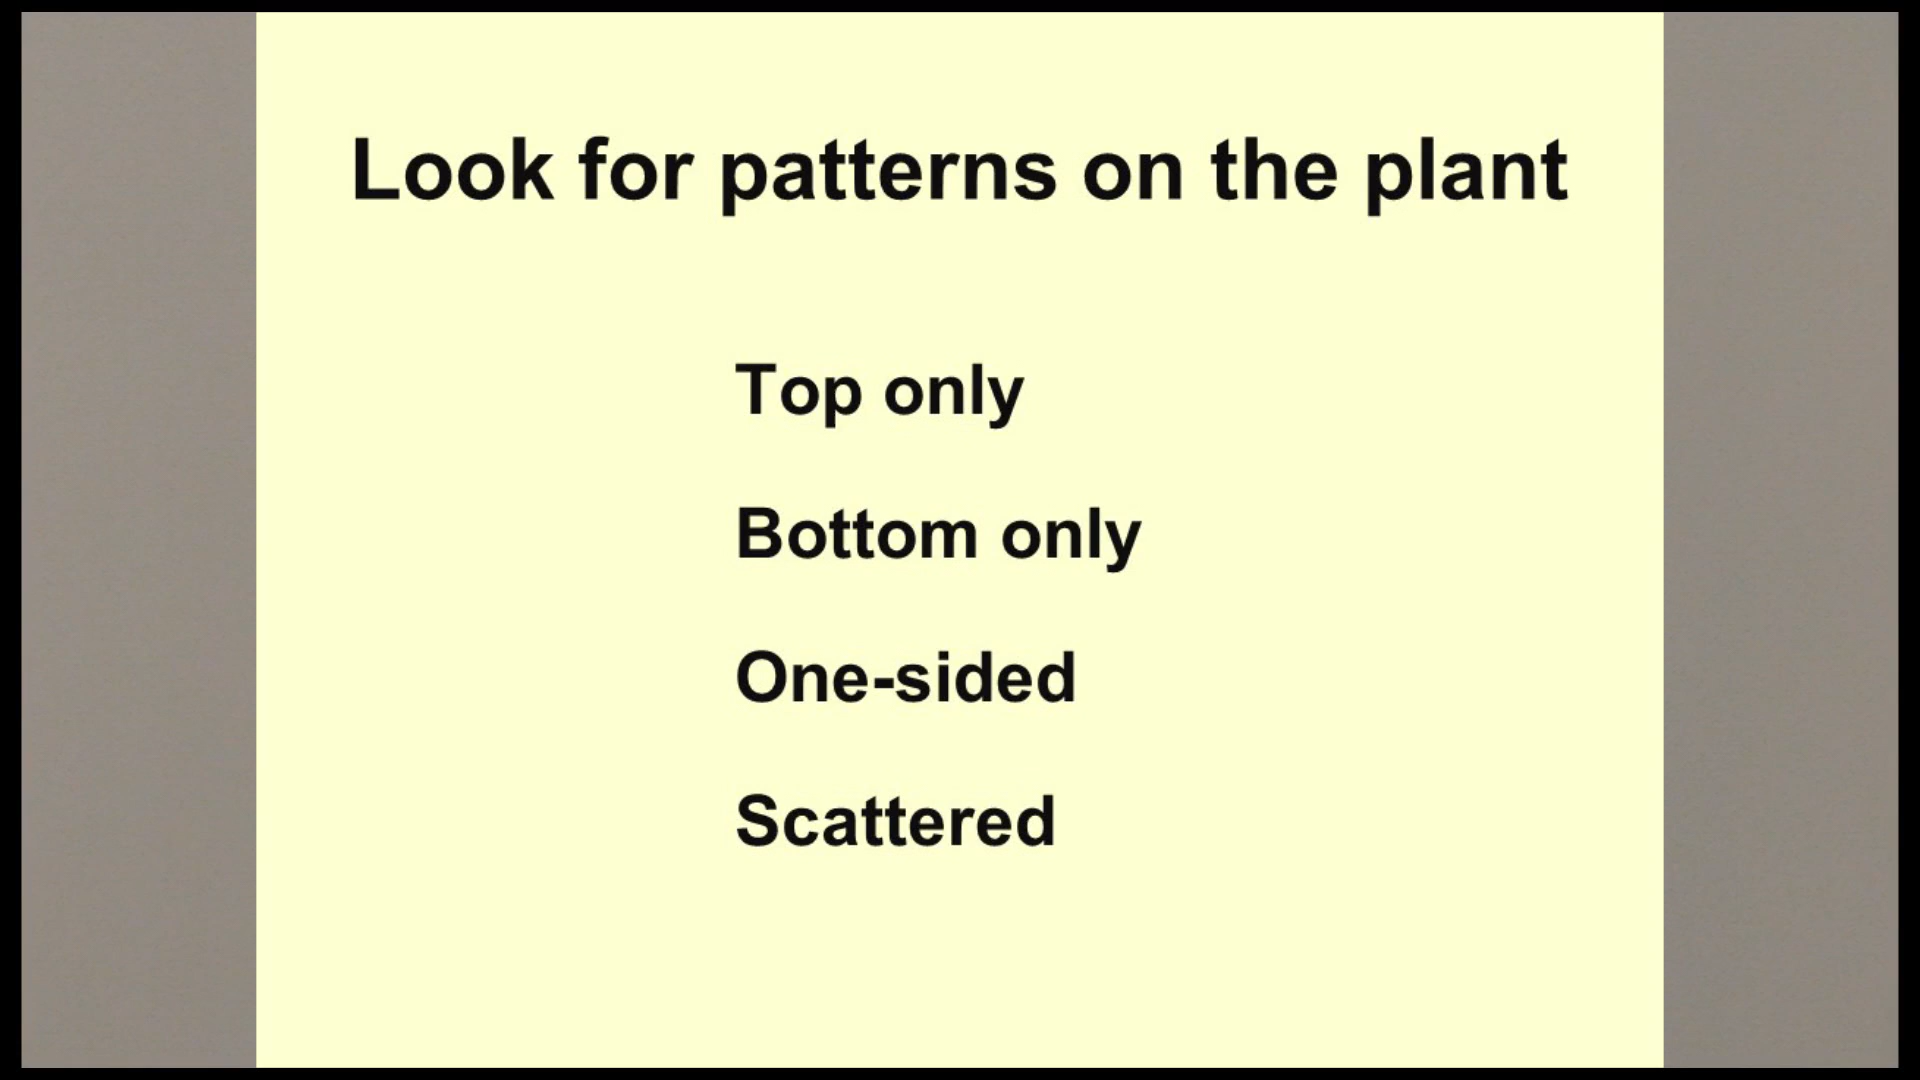 Look for patterns on the plant
Top only
Bottom only
One-sided
Scattered